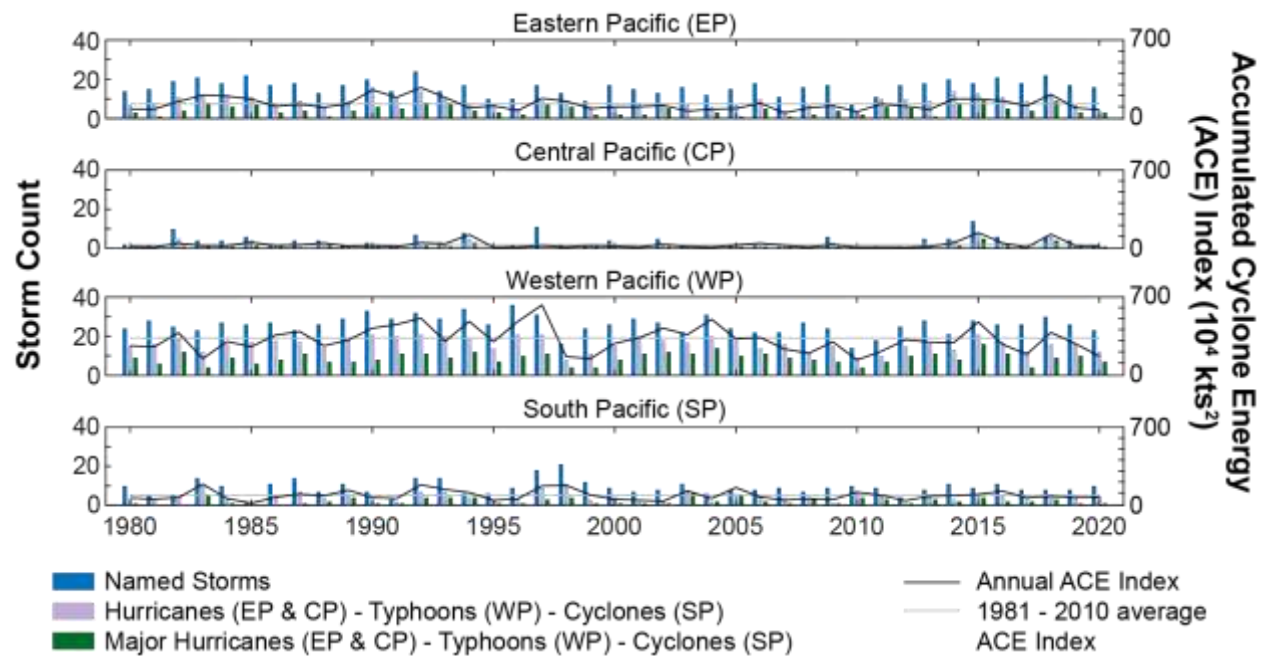 Eastern Pacific (EP)
40
20
0
700
0
Central Pacific (CP)
40
20
0
700
0
Western Pacific (WP)
40
20
0
700
0
South Pacific (SP)
40
20
0
700
0
1980 1985 1990 1995 2000 2005 2010 2015 2020
Storm Count
Accumulated Cyclone Energy
(ACE) Index (10⁴ kts²)
Named Storms
Hurricanes (EP & CP) - Typhoons (WP) - Cyclones (SP)
Major Hurricanes (EP & CP) - Typhoons (WP) - Cyclones (SP)
Annual ACE Index
1981 - 2010 average
ACE Index